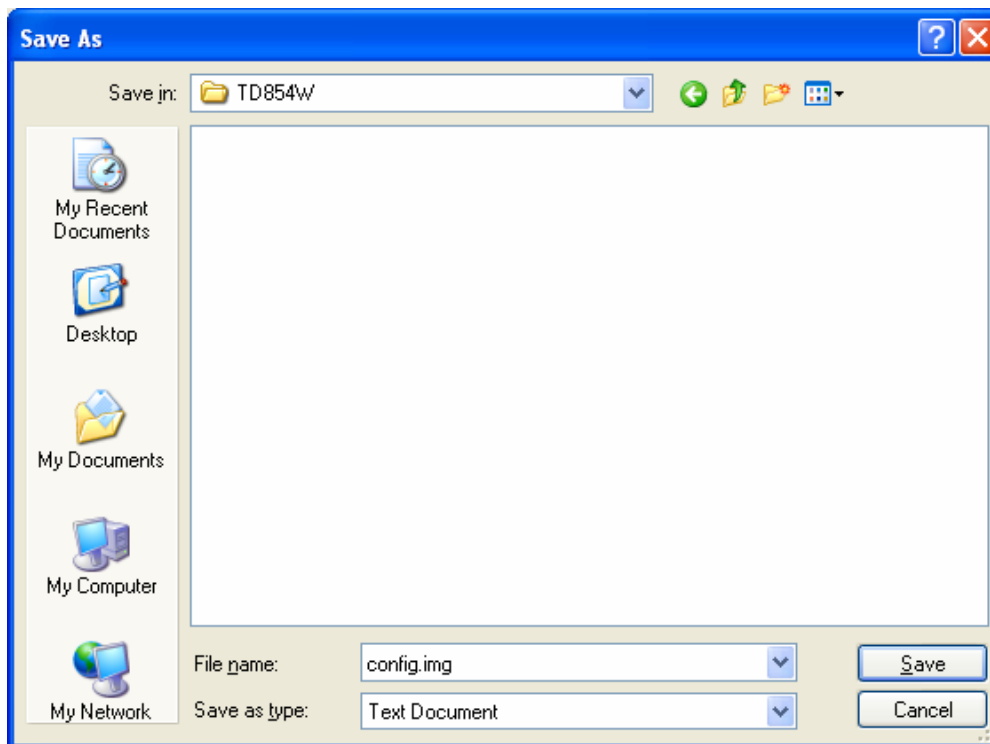 Save As
Save in: TD854W
My Recent
Documents
Desktop
My Documents
My Computer
My Network
File name: config.img
Save
Save as type: Text Document
Cancel